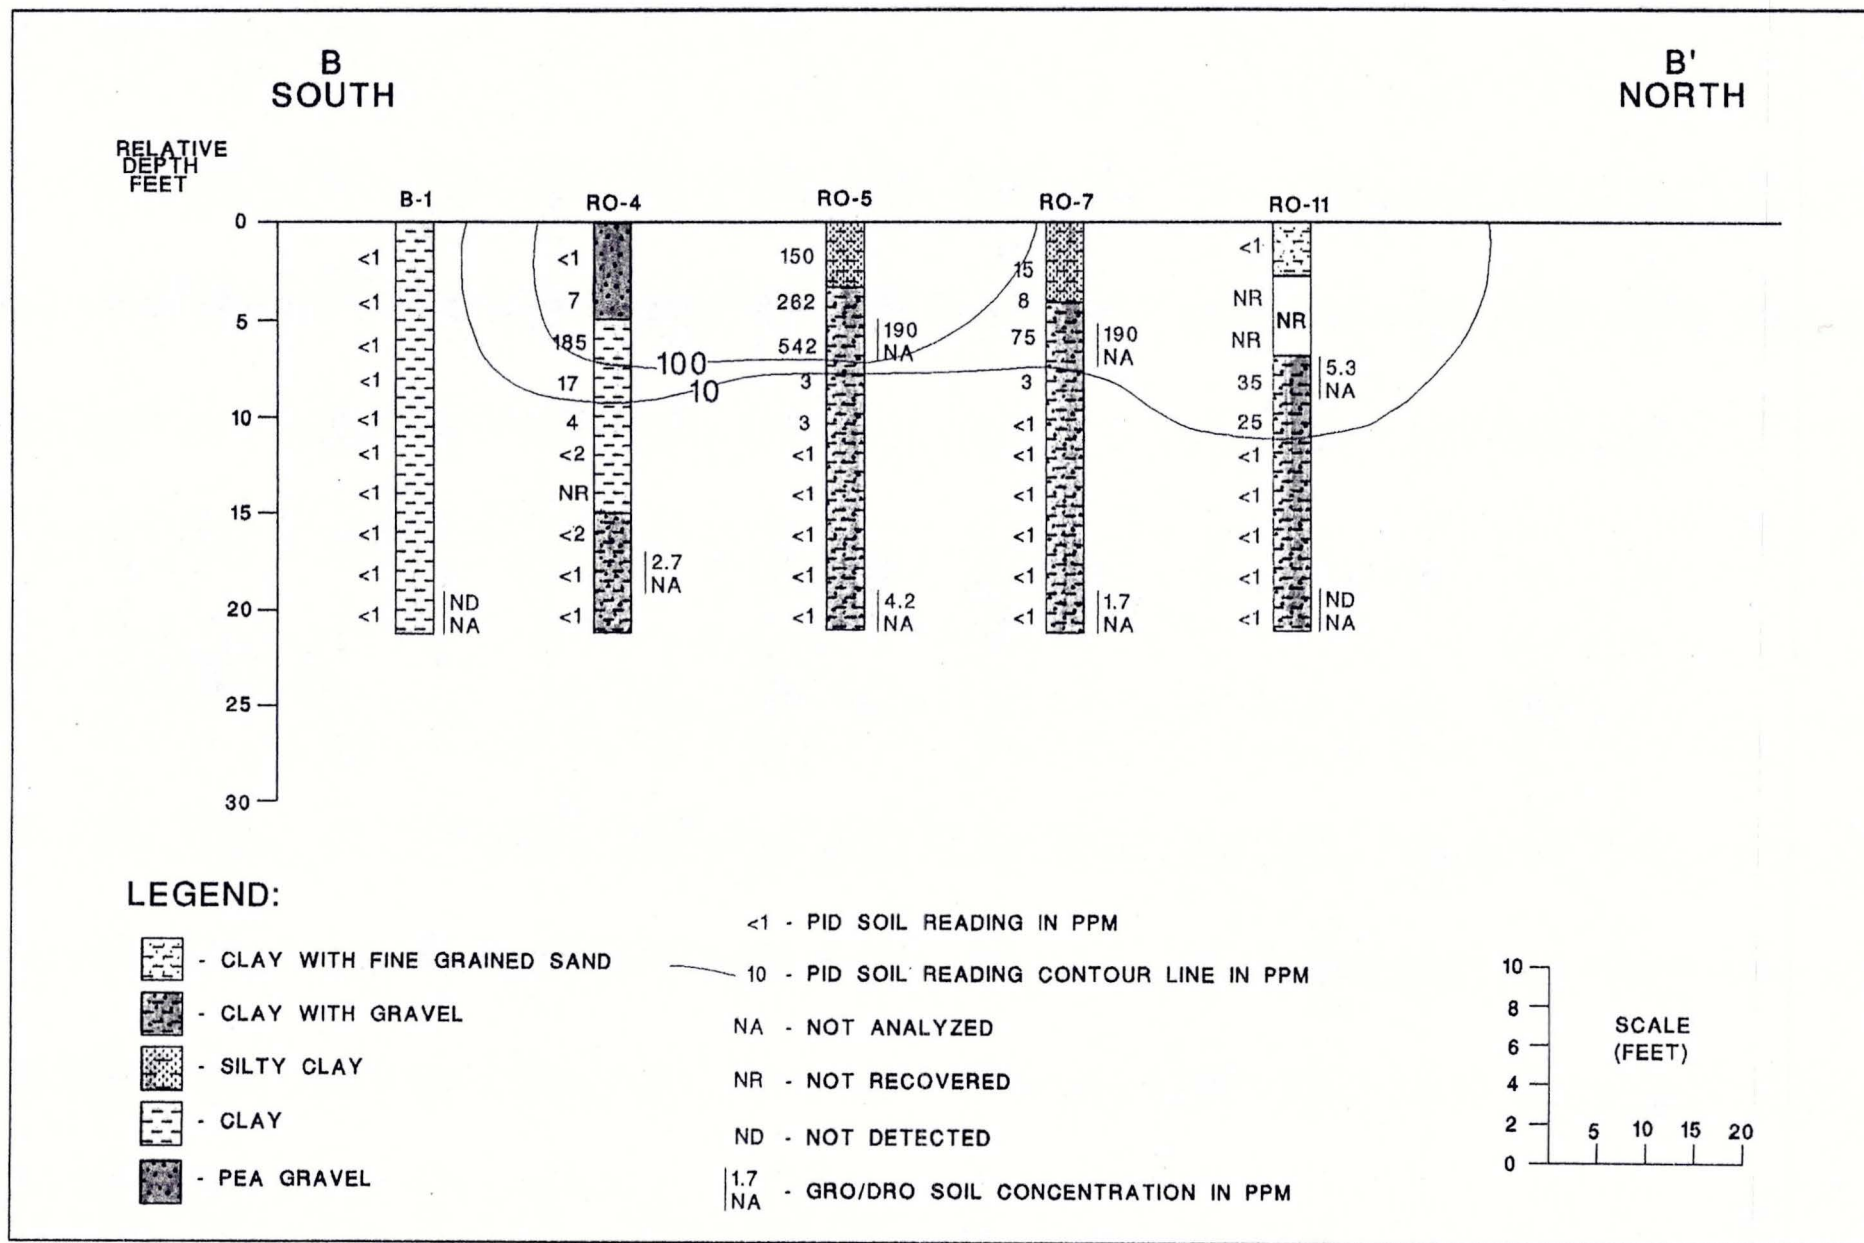 B
SOUTH
B'
NORTH
RELATIVE
DEPTH
FEET
B-1
RO-4
RO-5
RO-7
RO-11
0
5
10
15
20
25
30
<1
<1
<1
<1
<1
<1
<1
<1
<1
<1
ND
NA
<1
7
185
17
4
<2
NR
<2
<1
<1
2.7
NA
100
10
150
262
542
3
3
<1
<1
<1
<1
<1
190
NA
4.2
NA
15
8
75
3
<1
<1
<1
<1
<1
<1
190
NA
1.7
NA
<1
NR
NR
35
25
<1
<1
<1
<1
<1
NR
5.3
NA
ND
NA
LEGEND:
- CLAY WITH FINE GRAINED SAND
- CLAY WITH GRAVEL
- SILTY CLAY
- CLAY
- PEA GRAVEL
<1 - PID SOIL READING IN PPM
10 - PID SOIL READING CONTOUR LINE IN PPM
NA - NOT ANALYZED
NR - NOT RECOVERED
ND - NOT DETECTED
1.7
NA - GRO/DRO SOIL CONCENTRATION IN PPM
10
8
6
4
2
0
5 10 15 20
SCALE
(FEET)